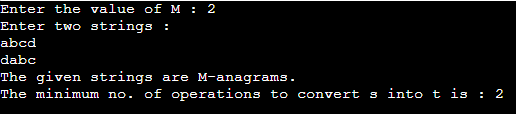 Enter the value of M : 2
Enter two strings :
abcd
dabc
The given strings are M-anagrams.
The minimum no. of operations to convert s into t is : 2